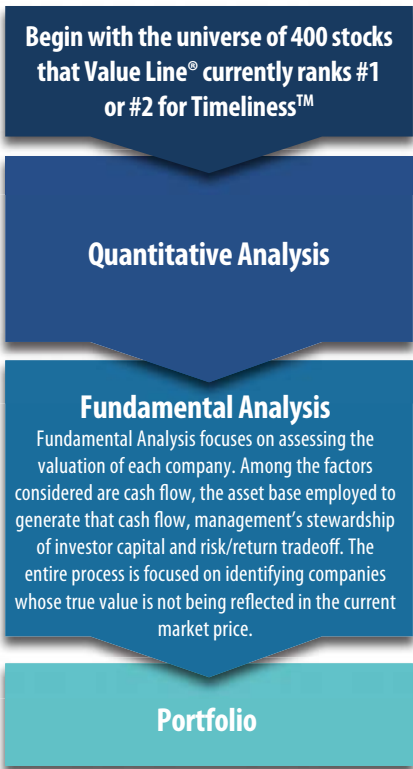 Begin with the universe of 400 stocks
that Value Line® currently ranks #1
or #2 for Timeliness™
Quantitative Analysis
Fundamental Analysis
Fundamental Analysis focuses on assessing the
valuation of each company. Among the factors
considered are cash flow, the asset base employed to
generate that cash flow, management's stewardship
of investor capital and risk/return tradeoff. The
entire process is focused on identifying companies
whose true value is not being reflected in the current
market price.
Portfolio